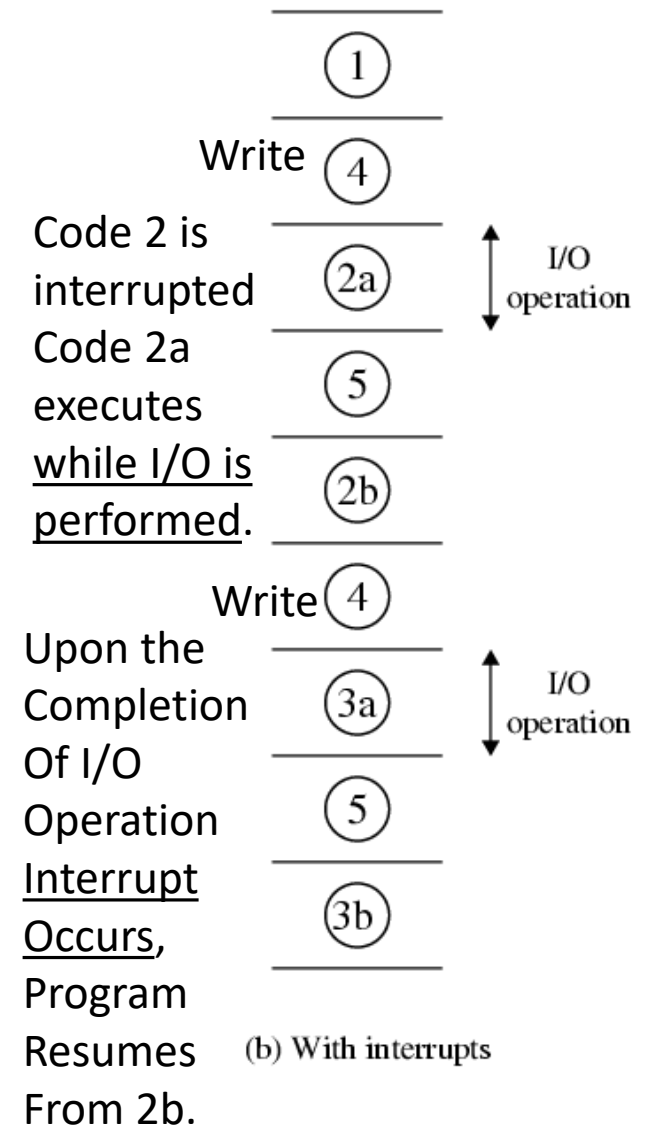 1
Write 4
Code 2 is
interrupted
Code 2a
executes
while I/O is
performed.
2a
I/O
operation
5
2b
Write 4
Upon the
Completion
Of I/O
Operation
Interrupt
Occurs,
Program
Resumes
From 2b.
3a
I/O
operation
5
3b
(b) With interrupts